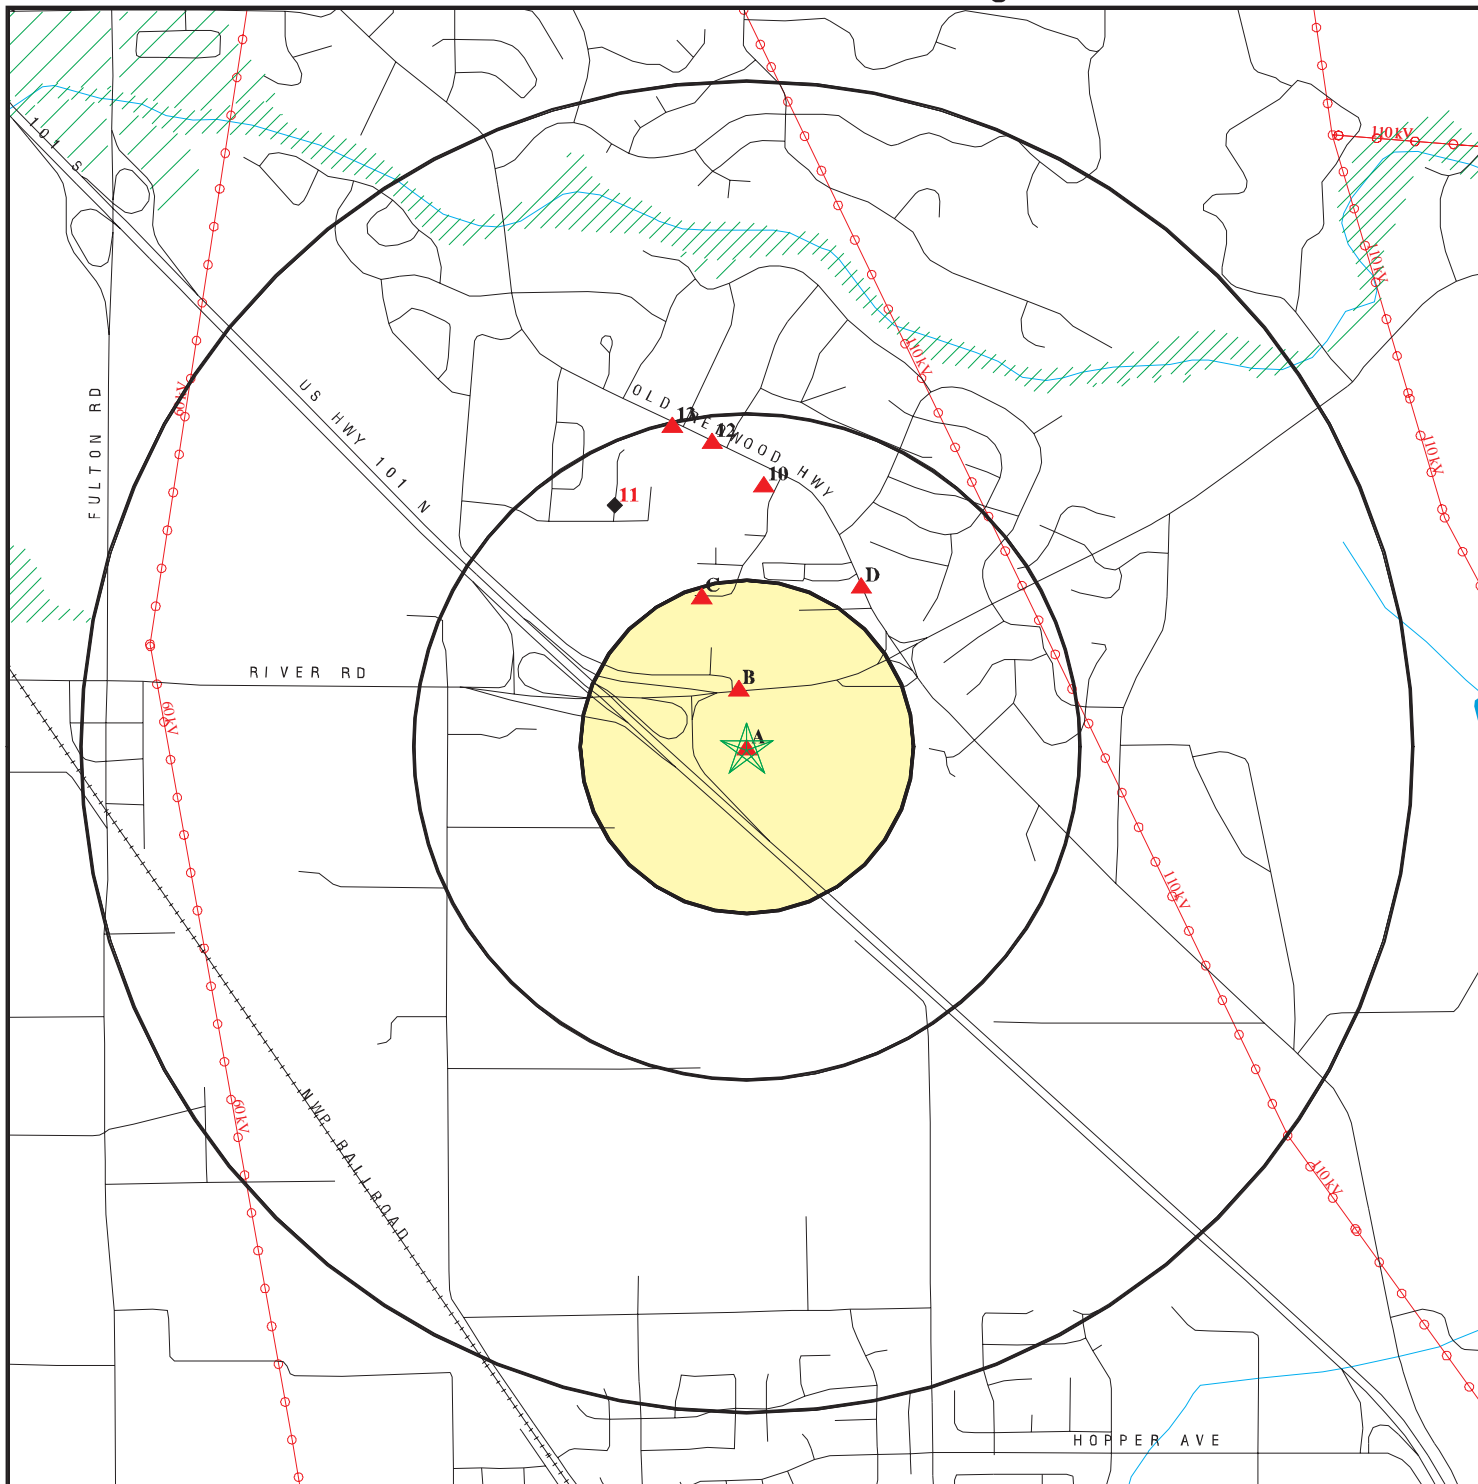 101 S
110kV
110kV
US HWY 101 N
60kV
FULTON RD
110kV
OLD REDWOOD HWY
13
12
10
11
110kV
C
D
RIVER RD
B
60kV
A
110kV
60kV
NWP RAILROAD
110kV
HOPPER AVE